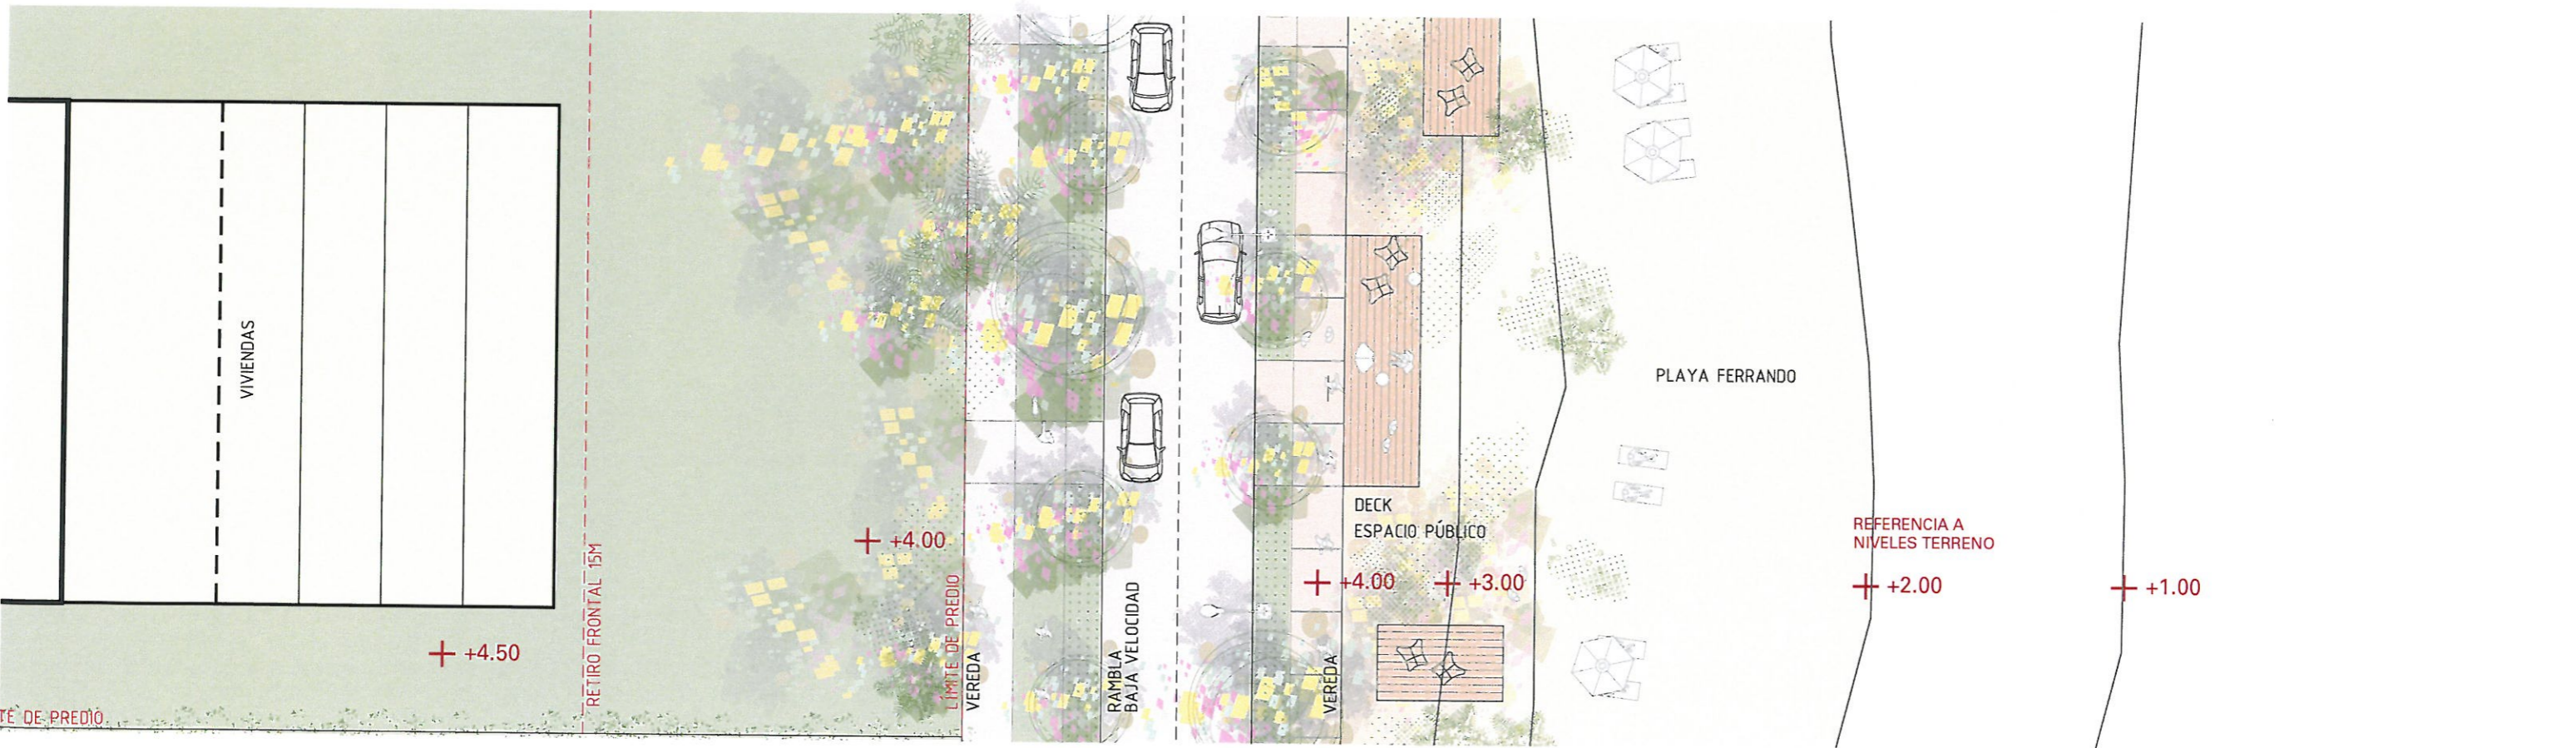 VIVIENDAS
+4.50
TE DE PREDIO
RETIRO FRONTAL 15M
+4.00
LIMITE DE PREDIO
VEREDA
RAMBLA
BAJA VELOCIDAD
VEREDA
DECK
ESPACIO PÚBLICO
+4.00
+3.00
PLAYA FERRANDO
REFERENCIA A
NIVELES TERRENO
+2.00
+1.00